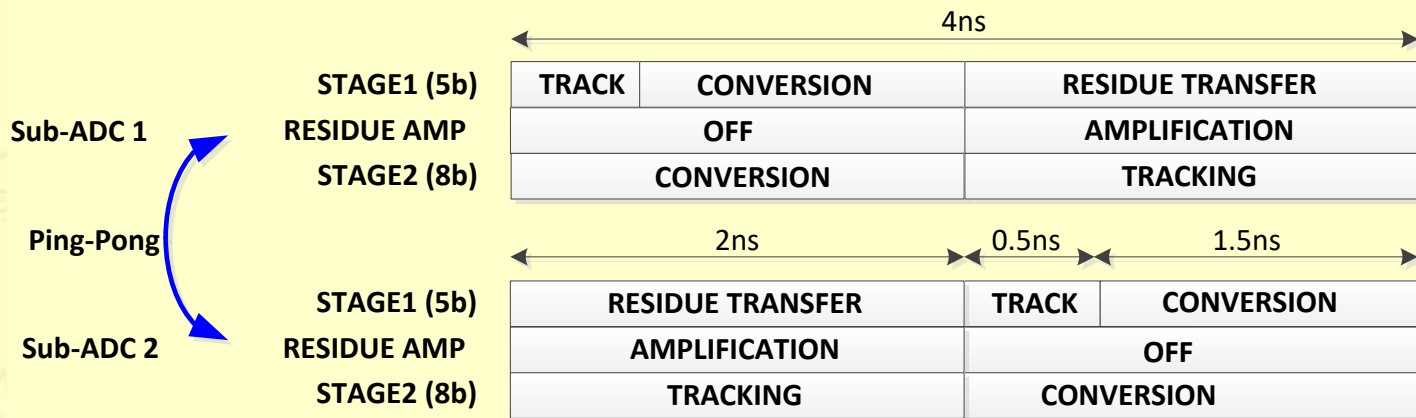 4ns
STAGE1 (5b) TRACK CONVERSION RESIDUE TRANSFER
Sub-ADC 1 RESIDUE AMP OFF AMPLIFICATION
STAGE2 (8b) CONVERSION TRACKING
Ping-Pong 2ns 0.5ns 1.5ns
STAGE1 (5b) RESIDUE TRANSFER TRACK CONVERSION
Sub-ADC 2 RESIDUE AMP AMPLIFICATION OFF
STAGE2 (8b) TRACKING CONVERSION